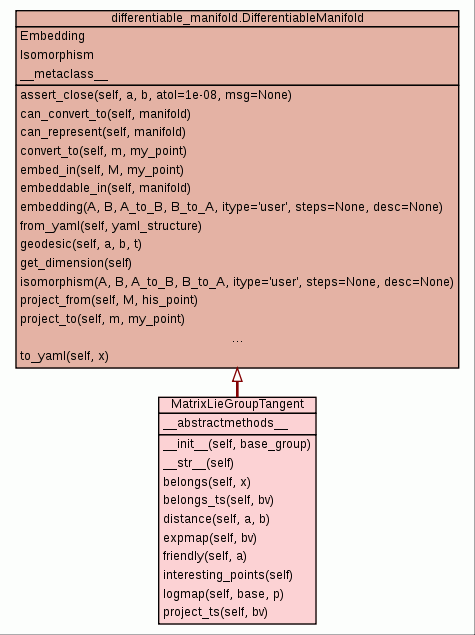 differentiable_manifold.DifferentiableManifold
Embedding
Isomorphism
__metaclass__
assert_close(self, a, b, atol=1e-08, msg=None)
can_convert_to(self, manifold)
can_represent(self, manifold)
convert_to(self, m, my_point)
embed_in(self, M, my_point)
embeddable_in(self, manifold)
embedding(A, B, A_to_B, B_to_A, itype='user', steps=None, desc=None)
from_yaml(self, yaml_structure)
geodesic(self, a, b, t)
get_dimension(self)
isomorphism(A, B, A_to_B, B_to_A, itype='user', steps=None, desc=None)
project_from(self, M, his_point)
project_to(self, m, my_point)
...
to_yaml(self, x)
MatrixLieGroupTangent
__abstractmethods__
__init__(self, base_group)
__str__(self)
belongs(self, x)
belongs_ts(self, bv)
distance(self, a, b)
expmap(self, bv)
friendly(self, a)
interesting_points(self)
logmap(self, base, p)
project_ts(self, bv)